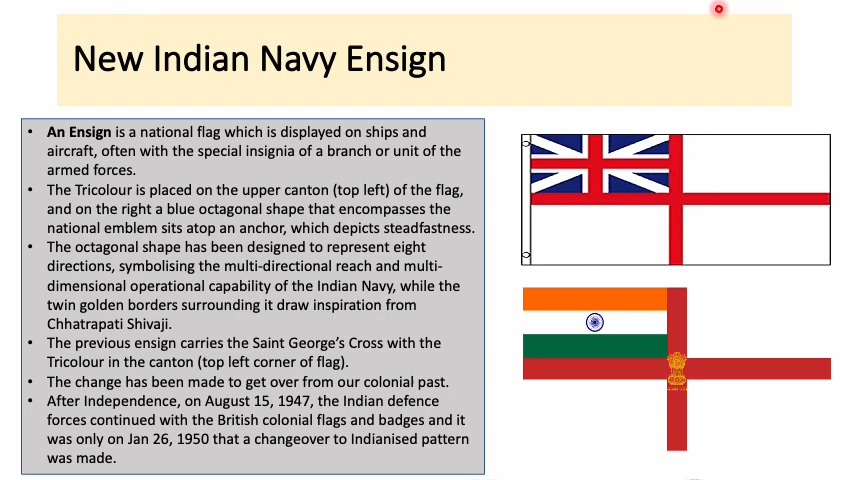 New Indian Navy Ensign
• An Ensign is a national flag which is displayed on ships and
aircraft, often with the special insignia of a branch or unit of the
armed forces.
• The Tricolour is placed on the upper canton (top left) of the flag,
and on the right a blue octagonal shape that encompasses the
national emblem sits atop an anchor, which depicts steadfastness.
• The octagonal shape has been designed to represent eight
directions, symbolising the multi-directional reach and multi-
dimensional operational capability of the Indian Navy, while the
twin golden borders surrounding it draw inspiration from
Chhatrapati Shivaji.
• The previous ensign carries the Saint George’s Cross with the
Tricolour in the canton (top left corner of flag).
• The change has been made to get over from our colonial past.
• After Independence, on August 15, 1947, the Indian defence
forces continued with the British colonial flags and badges and it
was only on Jan 26, 1950 that a changeover to Indianised pattern
was made.